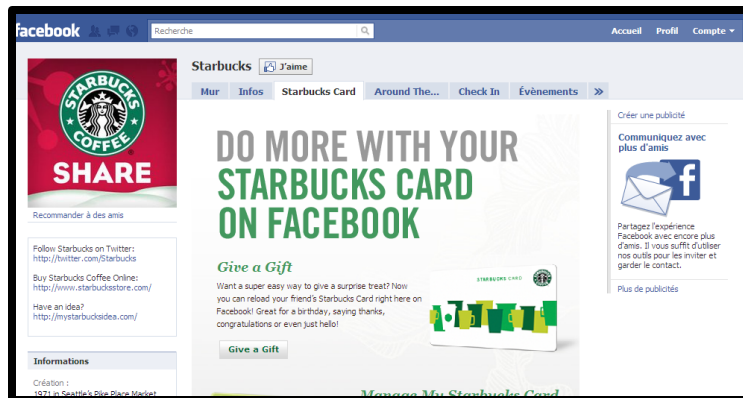 facebook
Recherche
Accueil Profil Compte
Starbucks J'aime
Mur Infos Starbucks Card Around The... Check In Évènements »
STARBUCKS
COFFEE
SHARE
Recommander à des amis
Follow Starbucks on Twitter:
http://twitter.com/Starbucks
Buy Starbucks Coffee Online:
http://www.starbucksstore.com/
Have an idea?
http://mystarbucksidea.com/
Informations
Création :
1971 in Seattle's Pike Place Market
DO MORE WITH YOUR
STARBUCKS CARD
ON FACEBOOK
Give a Gift
Want a super easy way to give a surprise treat? Now
you can reload your friend's Starbucks Card right here on
Facebook! Great for a birthday, saying thanks,
congratulations or even just hello!
Give a Gift
STARBUCKS CARD
Manage My Starbucks Card
Créer une publicité
Communiquez avec
plus d'amis
f
Partagez l'expérience
Facebook avec encore plus
d'amis. Il vous suffit d'utiliser
nos outils pour les inviter et
garder le contact.
Plus de publicités